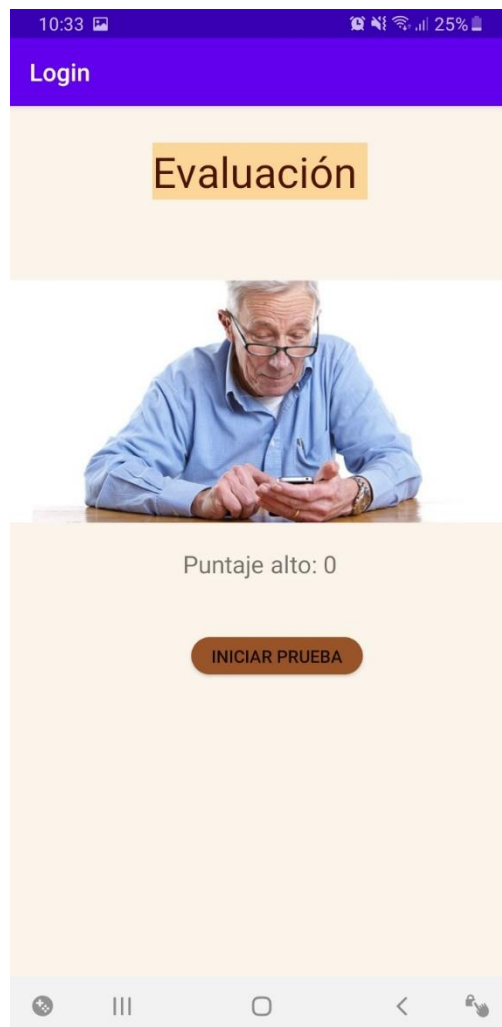 10:33 25%
Login
Evaluación
Puntaje alto: 0
INICIAR PRUEBA